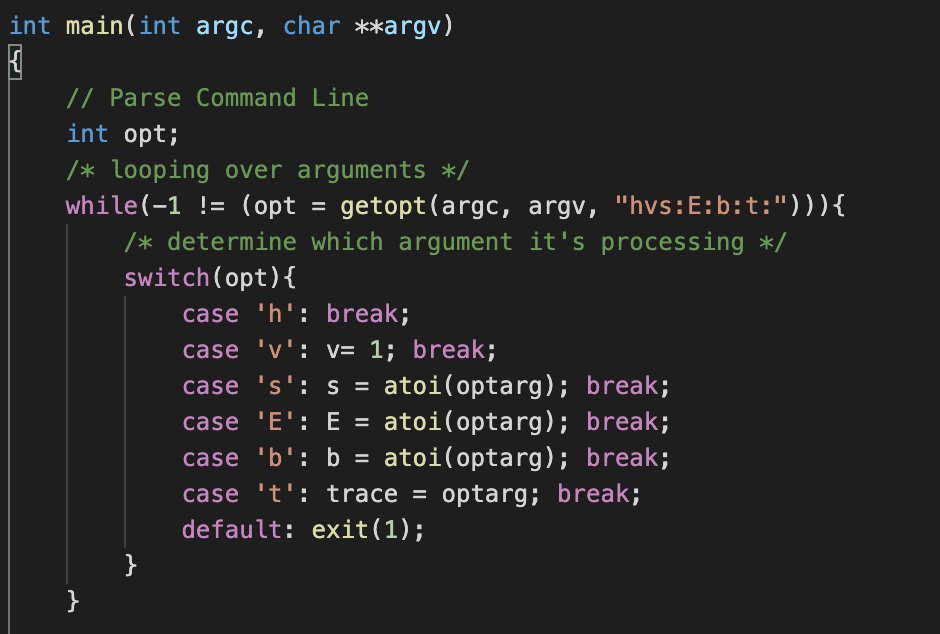 int main(int argc, char **argv)
{
    // Parse Command Line
    int opt;
    /* looping over arguments */
    while(-1 != (opt = getopt(argc, argv, "hvs:E:b:t:"))){
        /* determine which argument it's processing */
        switch(opt){
            case 'h': break;
            case 'v': v= 1; break;
            case 's': s = atoi(optarg); break;
            case 'E': E = atoi(optarg); break;
            case 'b': b = atoi(optarg); break;
            case 't': trace = optarg; break;
            default: exit(1);
        }
    }